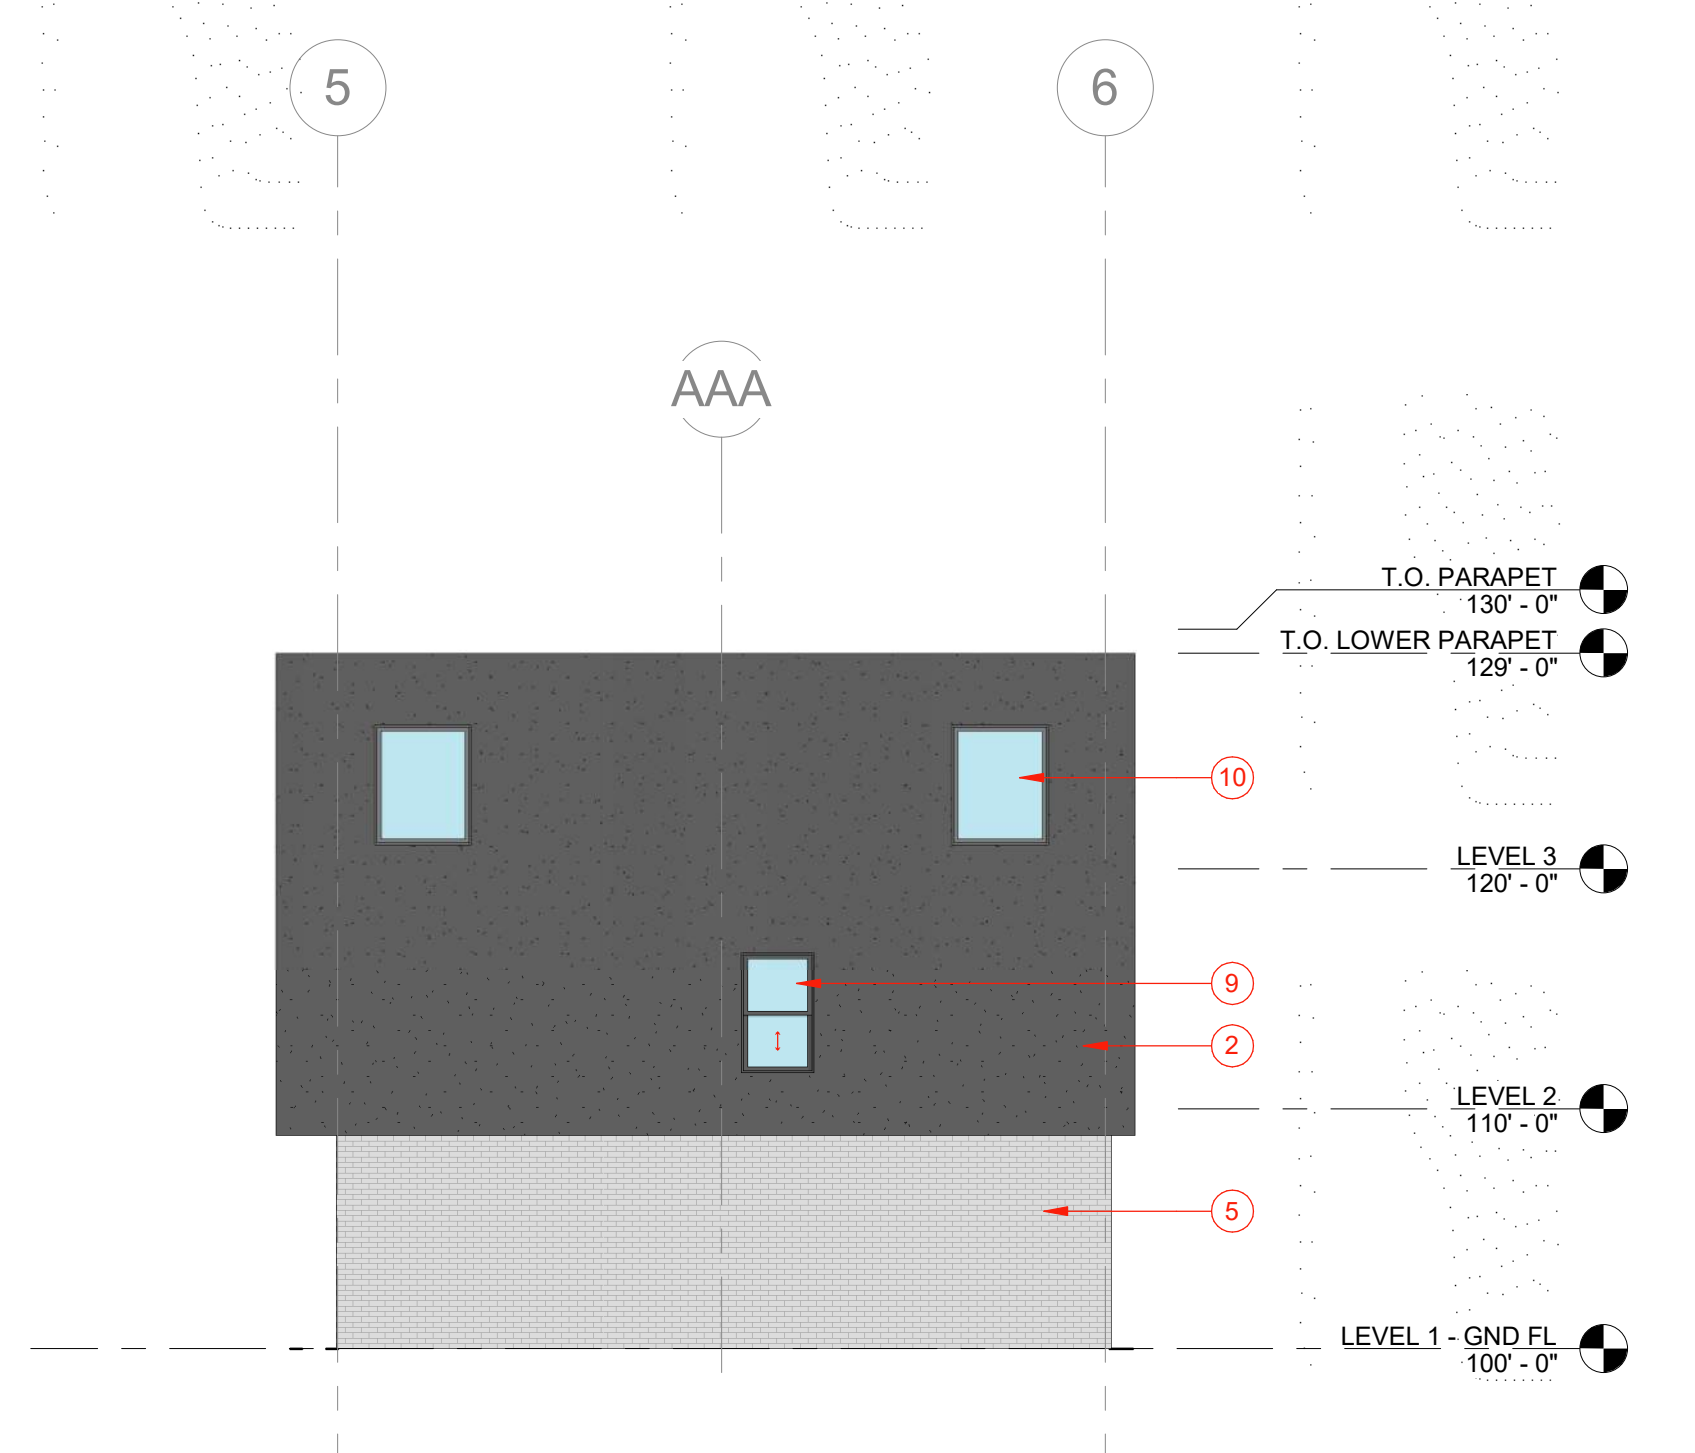 5
6
AAA
T.O. PARAPET
130' - 0"
T.O. LOWER PARAPET
129' - 0"
10
LEVEL 3
120' - 0"
9
2
LEVEL 2
110' - 0"
5
LEVEL 1 - GND FL
100' - 0"